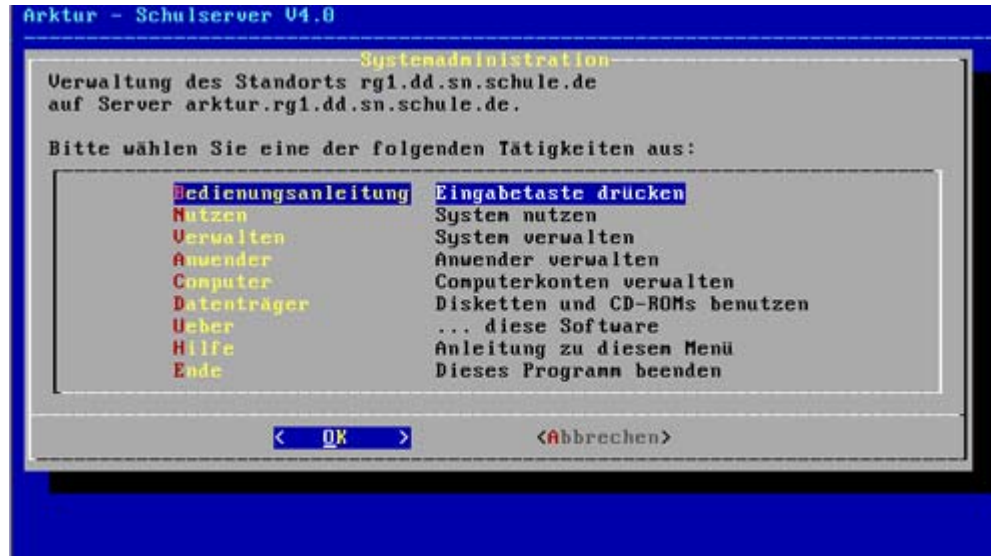 Arktur - Schulserver V4.0
Systemadministration
Verwaltung des Standorts rg1.dd.sn.schule.de
auf Server arktur.rg1.dd.sn.schule.de.
Bitte wählen Sie eine der folgenden Tätigkeiten aus:
Bedienungsanleitung Eingabetaste drücken
Nutzen System nutzen
Verwalten System verwalten
Anwender Anwender verwalten
Computer Computerkonten verwalten
Datenträger Disketten und CD-ROMs benutzen
Ueber ... diese Software
Hilfe Anleitung zu diesem Menü
Ende Dieses Programm beenden
< OK > <Abbrechen>